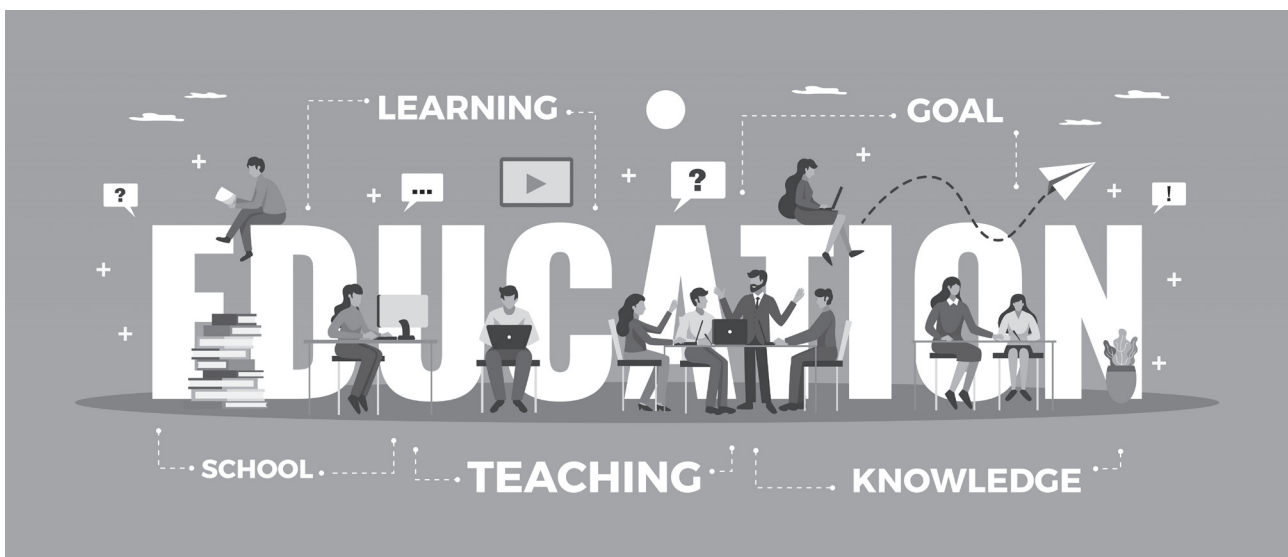 LEARNING
GOAL
?
...
?
!
EDUCATION
SCHOOL
TEACHING
KNOWLEDGE